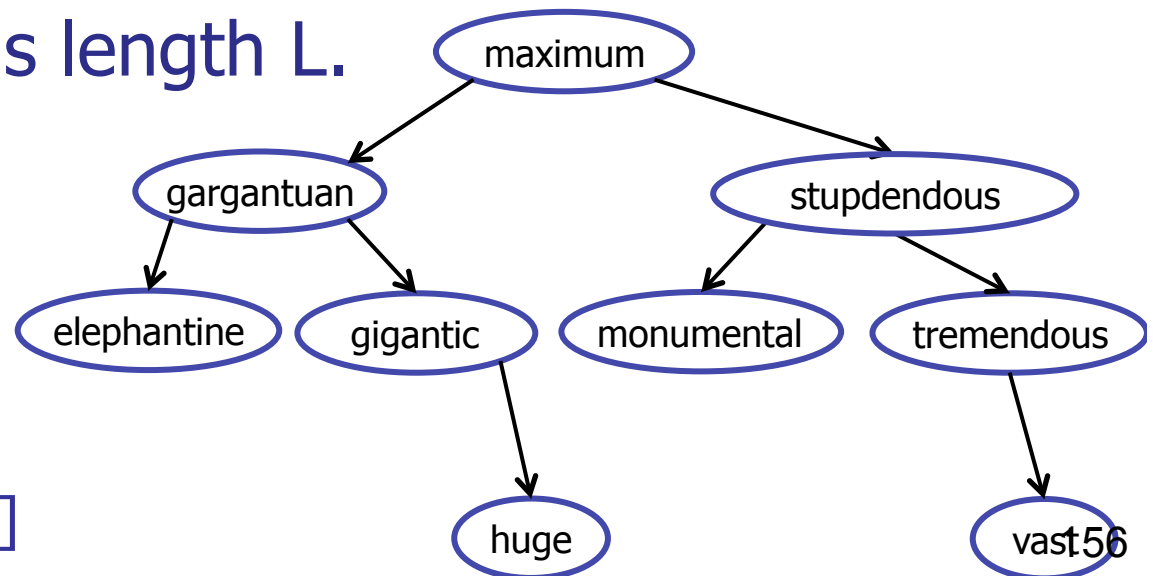 s length L.
maximum
gargantuan
stupdendous
elephantine
gigantic
monumental
tremendous
huge
vast
156